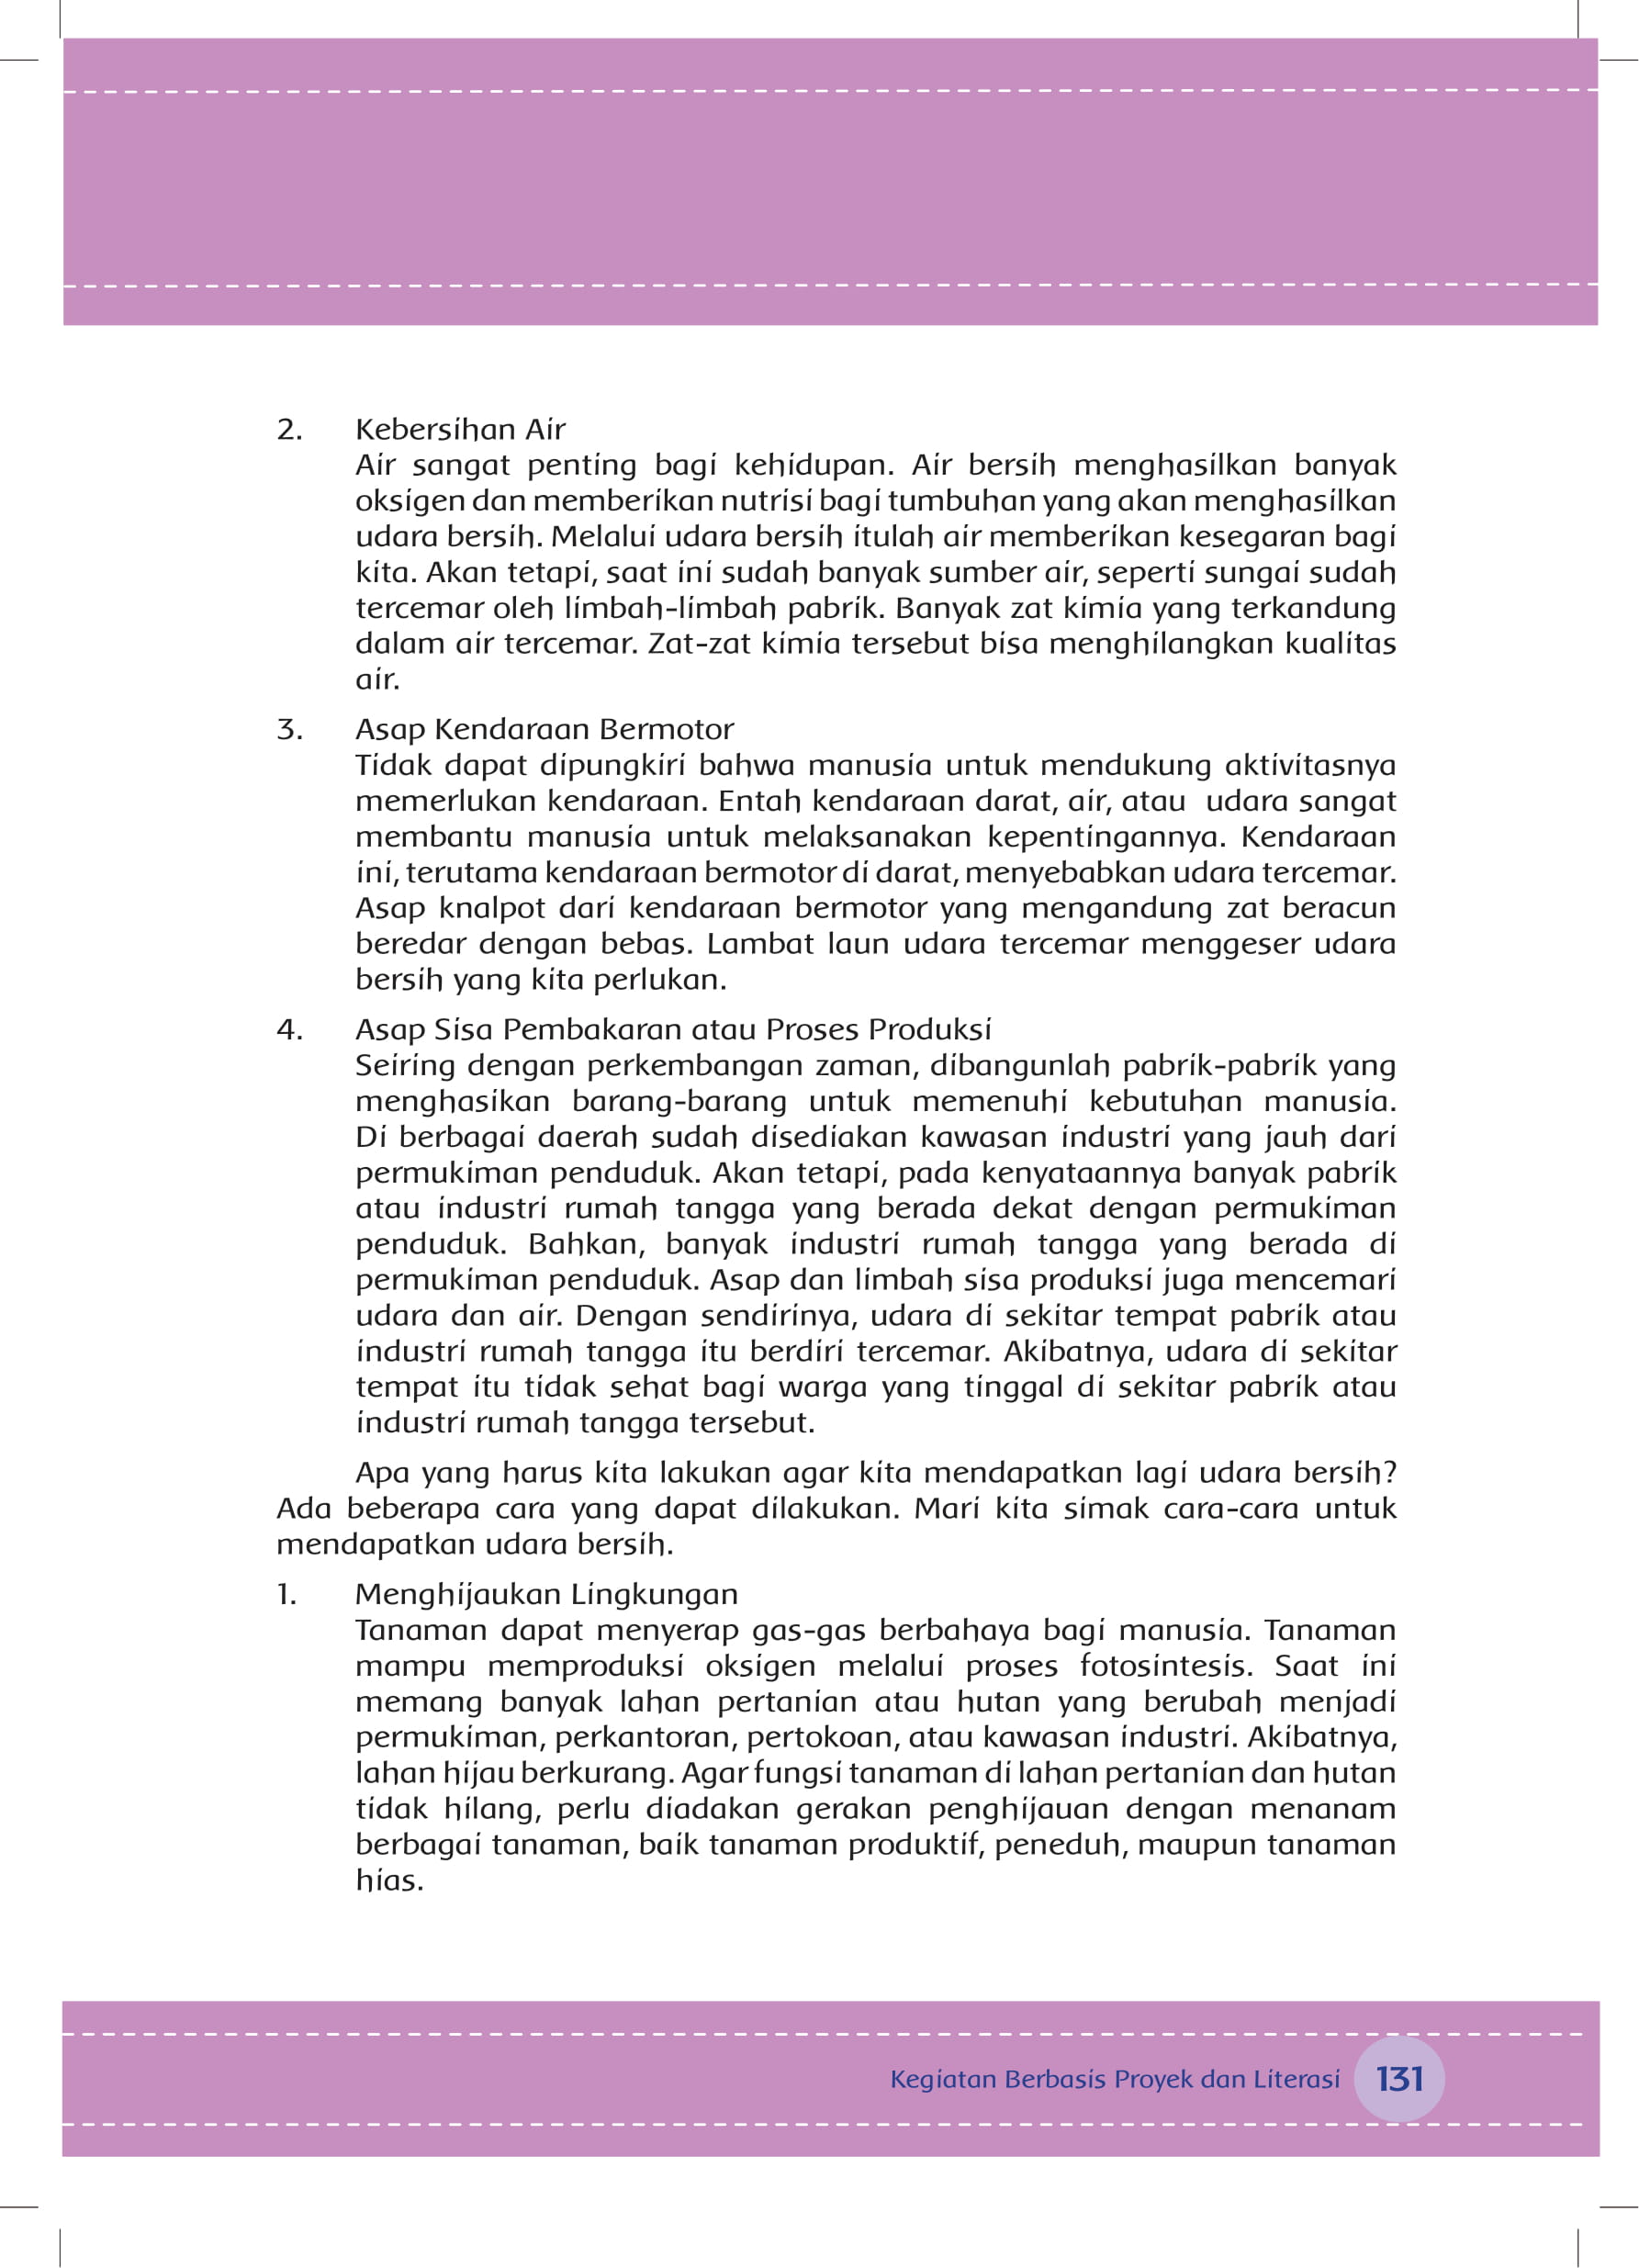 2. Kebersihan Air
Air sangat penting bagi kehidupan. Air bersih menghasilkan banyak
oksigen dan memberikan nutrisi bagi tumbuhan yang akan menghasilkan
udara bersih. Melalui udara bersih itulah air memberikan kesegaran bagi
kita. Akan tetapi, saat ini sudah banyak sumber air, seperti sungai sudah
tercemar oleh limbah-limbah pabrik. Banyak zat kimia yang terkandung
dalam air tercemar. Zat-zat kimia tersebut bisa menghilangkan kualitas
air.
3. Asap Kendaraan Bermotor
Tidak dapat dipungkiri bahwa manusia untuk mendukung aktivitasnya
memerlukan kendaraan. Entah kendaraan darat, air, atau udara sangat
membantu manusia untuk melaksanakan kepentingannya. Kendaraan
ini, terutama kendaraan bermotor di darat, menyebabkan udara tercemar.
Asap knalpot dari kendaraan bermotor yang mengandung zat beracun
beredar dengan bebas. Lambat laun udara tercemar menggeser udara
bersih yang kita perlukan.
4. Asap Sisa Pembakaran atau Proses Produksi
Seiring dengan perkembangan zaman, dibangunlah pabrik-pabrik yang
menghasikan barang-barang untuk memenuhi kebutuhan manusia.
Di berbagai daerah sudah disediakan kawasan industri yang jauh dari
permukiman penduduk. Akan tetapi, pada kenyataannya banyak pabrik
atau industri rumah tangga yang berada dekat dengan permukiman
penduduk. Bahkan, banyak industri rumah tangga yang berada di
permukiman penduduk. Asap dan limbah sisa produksi juga mencemari
udara dan air. Dengan sendirinya, udara di sekitar tempat pabrik atau
industri rumah tangga itu berdiri tercemar. Akibatnya, udara di sekitar
tempat itu tidak sehat bagi warga yang tinggal di sekitar pabrik atau
industri rumah tangga tersebut.
Apa yang harus kita lakukan agar kita mendapatkan lagi udara bersih?
Ada beberapa cara yang dapat dilakukan. Mari kita simak cara-cara untuk
mendapatkan udara bersih.
1. Menghijaukan Lingkungan
Tanaman dapat menyerap gas-gas berbahaya bagi manusia. Tanaman
mampu memproduksi oksigen melalui proses fotosintesis. Saat ini
memang banyak lahan pertanian atau hutan yang berubah menjadi
permukiman, perkantoran, pertokoan, atau kawasan industri. Akibatnya,
lahan hijau berkurang. Agar fungsi tanaman di lahan pertanian dan hutan
tidak hilang, perlu diadakan gerakan penghijauan dengan menanam
berbagai tanaman, baik tanaman produktif, peneduh, maupun tanaman
hias.
Kegiatan Berbasis Proyek dan Literasi 131